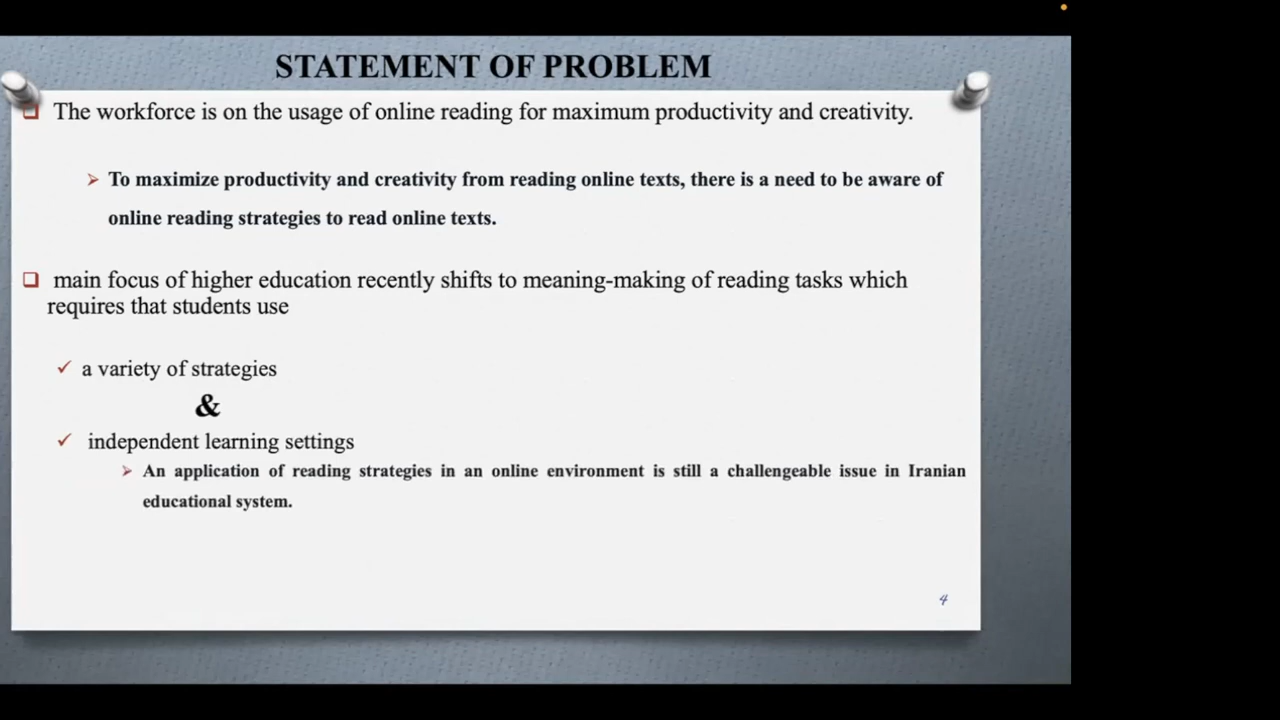 STATEMENT OF PROBLEM
The workforce is on the usage of online reading for maximum productivity and creativity.
To maximize productivity and creativity from reading online texts, there is a need to be aware of
online reading strategies to read online texts.
main focus of higher education recently shifts to meaning-making of reading tasks which
requires that students use
a variety of strategies
&
independent learning settings
An application of reading strategies in an online environment is still a challengeable issue in Iranian
educational system.
4